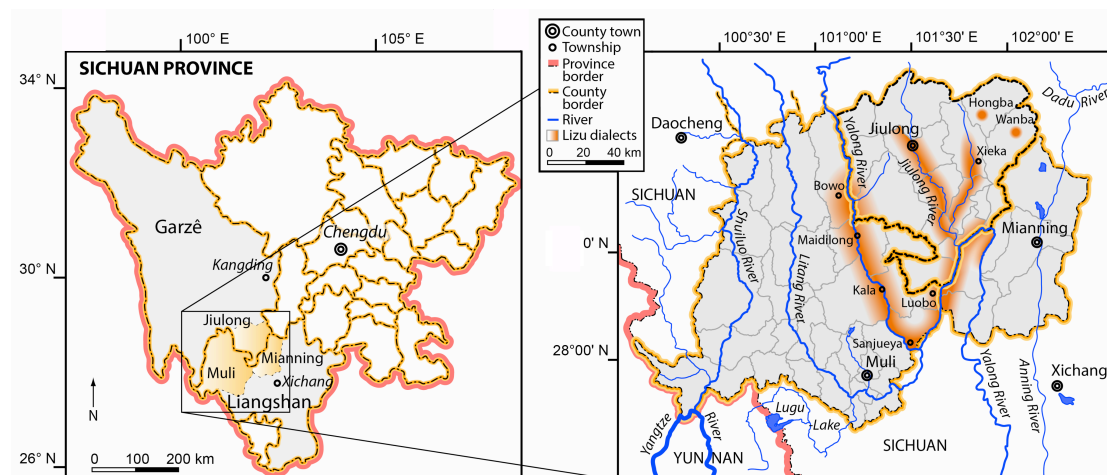 100° E
105° E
34° N
30° N
26° N
SICHUAN PROVINCE
Garzê
Chengdu
Kangding
Jiulong
Mianning
Muli
Xichang
Liangshan
N
0 100 200 km
County town
Township
Province
border
County
border
River
Lizu dialects
0 20 40 km
100°30' E
101°00' E
101°30' E
102°00' E
0' N
28°00' N
Dadu River
Hongba
Wanba
Daocheng
Jiulong
Xieka
Yalong River
Jiulong River
Bowo
SICHUAN
Shuiluo River
Litang River
Maidilong
Mianning
Kala
Luobo
Sanjueya
Muli
Yalong River
Anning River
Xichang
Lugu
Lake
Yangtze
River
YUNNAN
SICHUAN